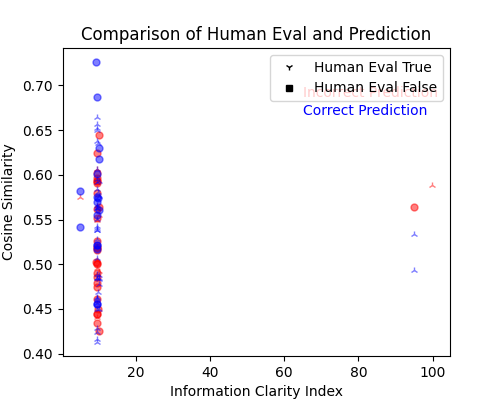 Comparison of Human Eval and Prediction
Human Eval True
Human Eval False
Incorrect Prediction
Correct Prediction
Cosine Similarity
0.70
0.65
0.60
0.55
0.50
0.45
0.40
20
40
60
80
100
Information Clarity Index